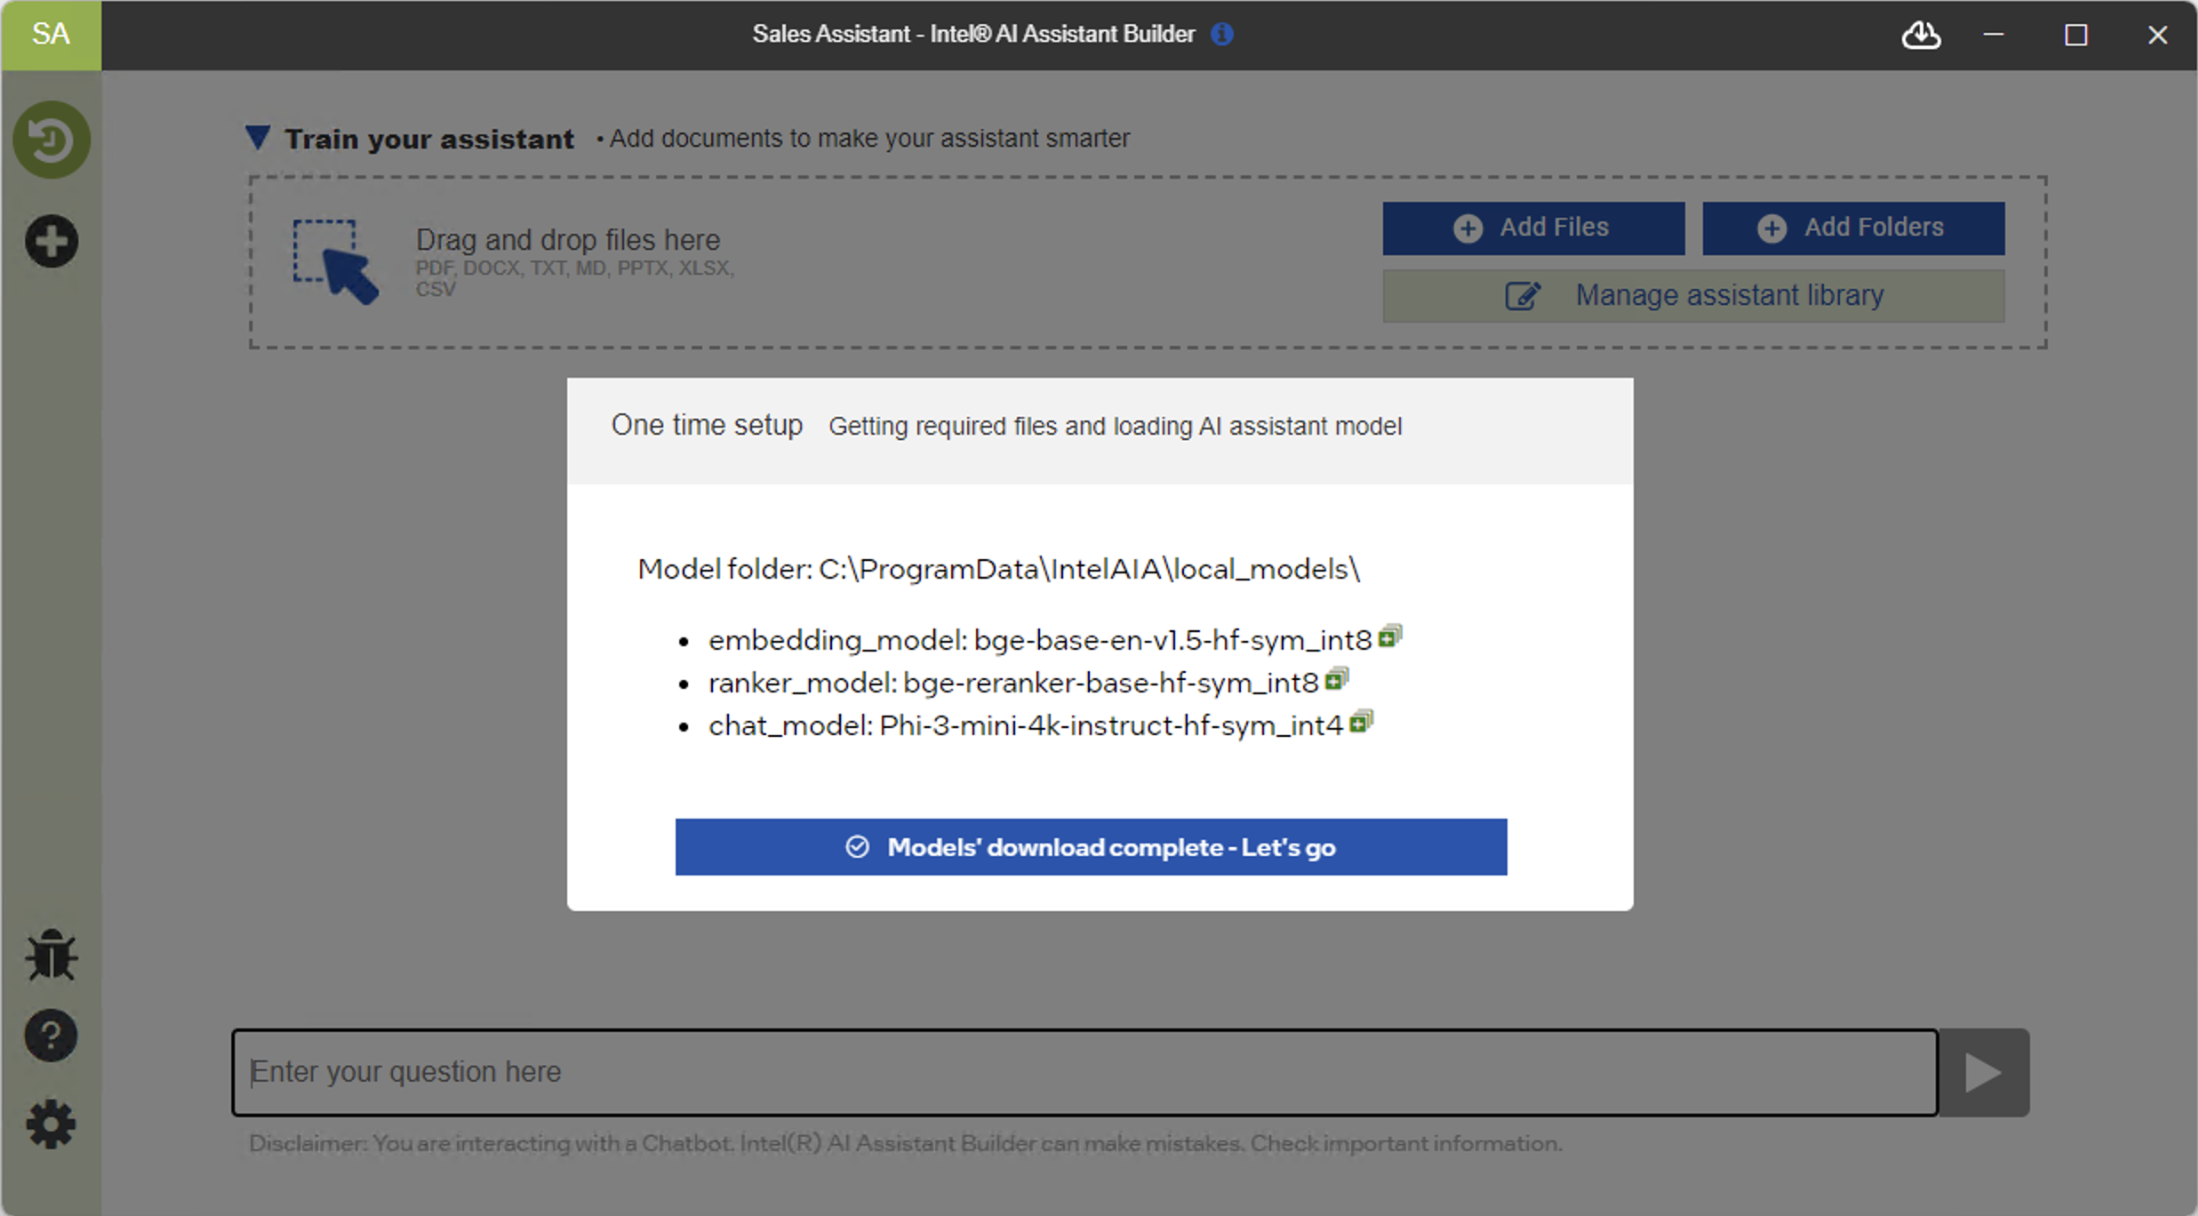 SA
Sales Assistant - Intel® AI Assistant Builder
Train your assistant • Add documents to make your assistant smarter
Drag and drop files here
PDF, DOCX, TXT, MD, PPTX, XLSX,
CSV
Add Files
Add Folders
Manage assistant library
One time setup Getting required files and loading AI assistant model
Model folder: C:\ProgramData\IntelAIA\local_models\
• embedding_model: bge-base-en-v1.5-hf-sym_int8
• ranker_model: bge-reranker-base-hf-sym_int8
• chat_model: Phi-3-mini-4k-instruct-hf-sym_int4
Models' download complete - Let's go
Enter your question here
Disclaimer: You are interacting with a Chatbot. Intel(R) AI Assistant Builder can make mistakes. Check important information.